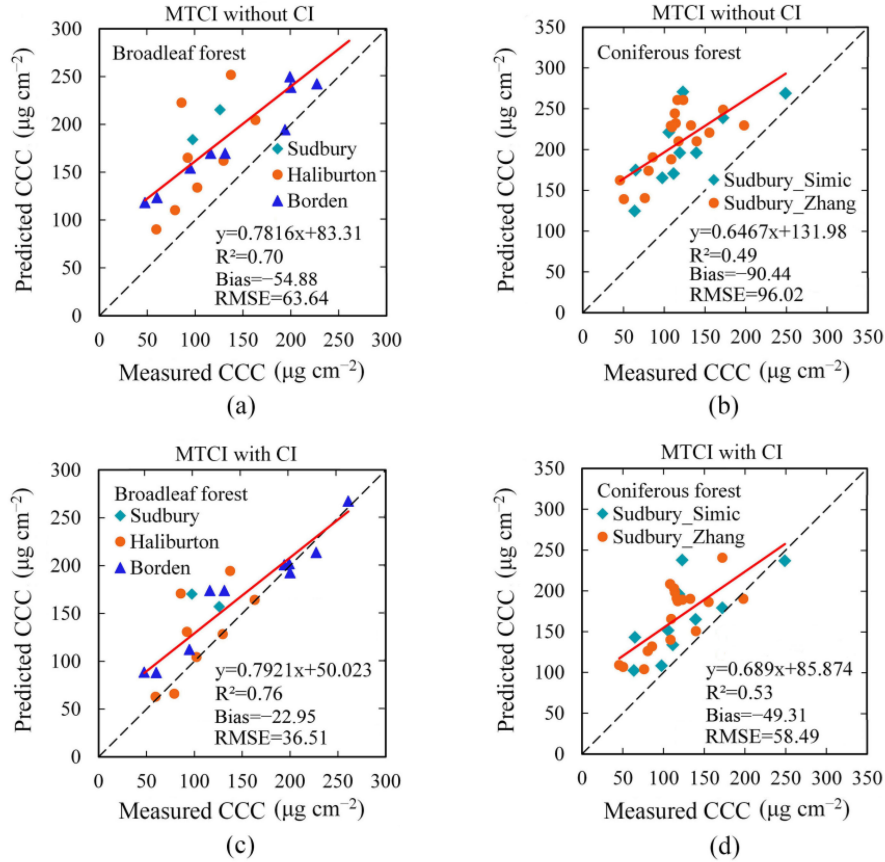 MTCI without CI
Broadleaf forest
Predicted CCC (μg cm⁻²)
300
250
200
150
100
50
0
Sudbury
Haliburton
Borden
y=0.7816x+83.31
R²=0.70
Bias=−54.88
RMSE=63.64
0 50 100 150 200 250 300
Measured CCC (μg cm⁻²)
(a)
MTCI without CI
Coniferous forest
Predicted CCC (μg cm⁻²)
350
300
250
200
150
100
50
0
Sudbury_Simic
Sudbury_Zhang
y=0.6467x+131.98
R²=0.49
Bias=−90.44
RMSE=96.02
0 50 100 150 200 250 300 350
Measured CCC (μg cm⁻²)
(b)
MTCI with CI
Broadleaf forest
Predicted CCC (μg cm⁻²)
300
250
200
150
100
50
0
Sudbury
Haliburton
Borden
y=0.7921x+50.023
R²=0.76
Bias=−22.95
RMSE=36.51
0 50 100 150 200 250 300
Measured CCC (μg cm⁻²)
(c)
MTCI with CI
Coniferous forest
Predicted CCC (μg cm⁻²)
350
300
250
200
150
100
50
0
Sudbury_Simic
Sudbury_Zhang
y=0.689x+85.874
R²=0.53
Bias=−49.31
RMSE=58.49
0 50 100 150 200 250 300 350
Measured CCC (μg cm⁻²)
(d)